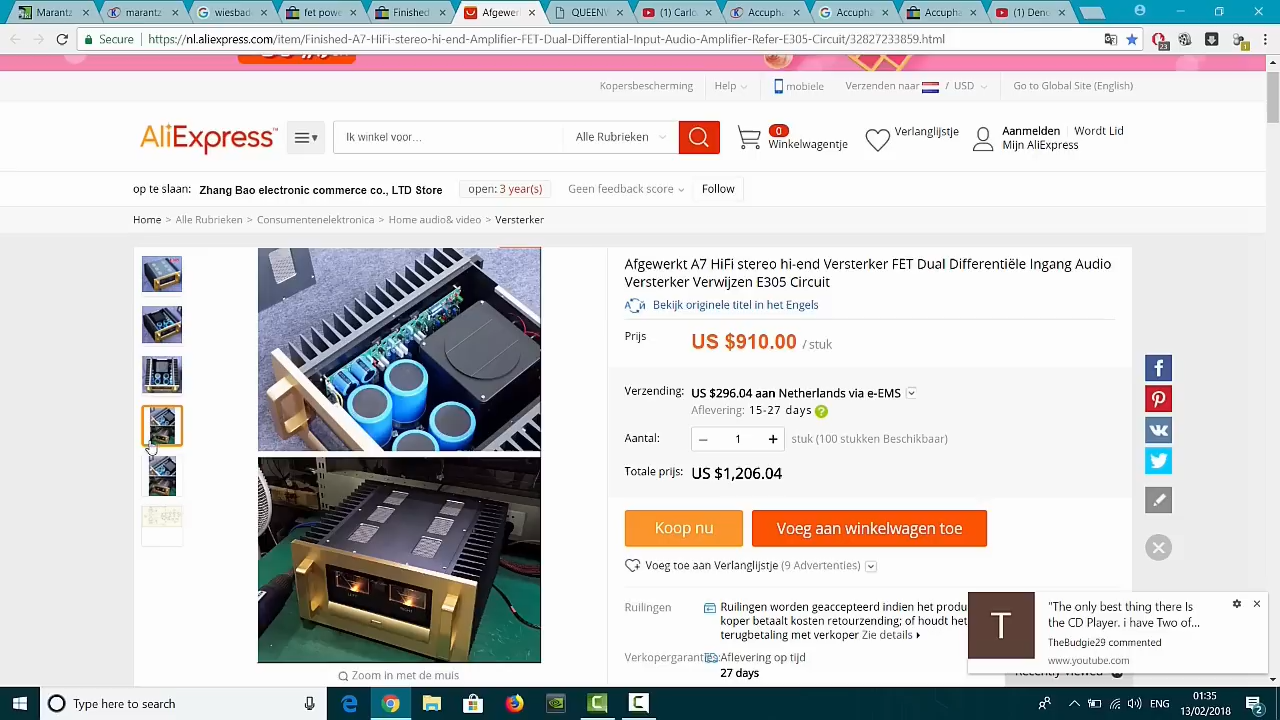 Marant
marantz
wiesbad
fet powe
Finished
Afgewer
QUEENW
(1) Carlo
Accupha
Accupha
Accupha
(1) Deno
Secure
https://nl.aliexpress.com/item/Finished-A7-HiFi-stereo-hi-end-Amplifier-FET-Dual-Differential-Input-Audio-Amplifier-Refer-E305-Circuit/32827233859.html
23
1
Kopersbescherming
Help
mobiele
Verzenden naar / USD
Go to Global Site (English)
AliExpress
Ik winkel voor...
Alle Rubrieken
0
Winkelwagentje
Verlanglijstje
Aanmelden
Wordt Lid
Mijn AliExpress
op te slaan:
Zhang Bao electronic commerce co., LTD Store
open: 3 year(s)
Geen feedback score
Follow
Home > Alle Rubrieken > Consumentenelektronica > Home audio& video > Versterker
Afgewerkt A7 HiFi stereo hi-end Versterker FET Dual Differentiële Ingang Audio
Versterker Verwijzen E305 Circuit
Bekijk originele titel in het Engels
Prijs
US $910.00 / stuk
Verzending:
US $296.04 aan Netherlands via e-EMS
Aflevering: 15-27 days ?
Aantal:
– 1 +
stuk (100 stukken Beschikbaar)
Totale prijs:
US $1,206.04
Koop nu
Voeg aan winkelwagen toe
Voeg toe aan Verlanglijstje (9 Advertenties)
Ruilingen
Ruilingen worden geaccepteerd indien het produ
koper betaalt kosten retourzending; of houdt het
terugbetaling met verkoper Zie details
Verkopergaranti
Aflevering op tijd
27 days
Zoom in met de muis
T
"The only best thing there Is
the CD Player. i have Two of...
TheBudgie29 commented
www.youtube.com
Recently Viewed
Type here to search
ENG
01:35
13/02/2018
2